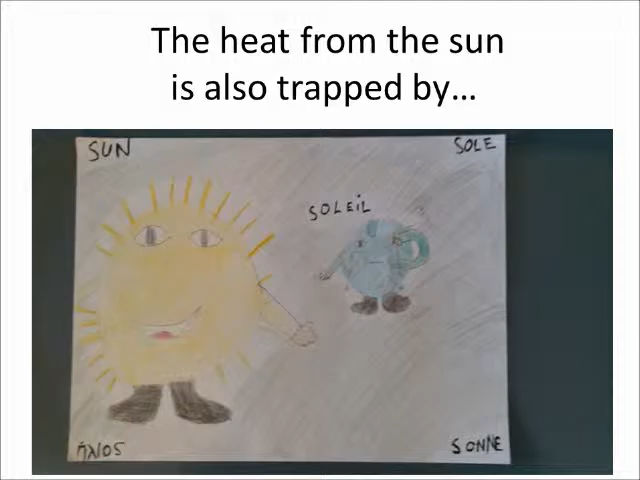 The heat from the sun
is also trapped by…
SUN
SOLE
SOLEiL
ήλιος
SONNE